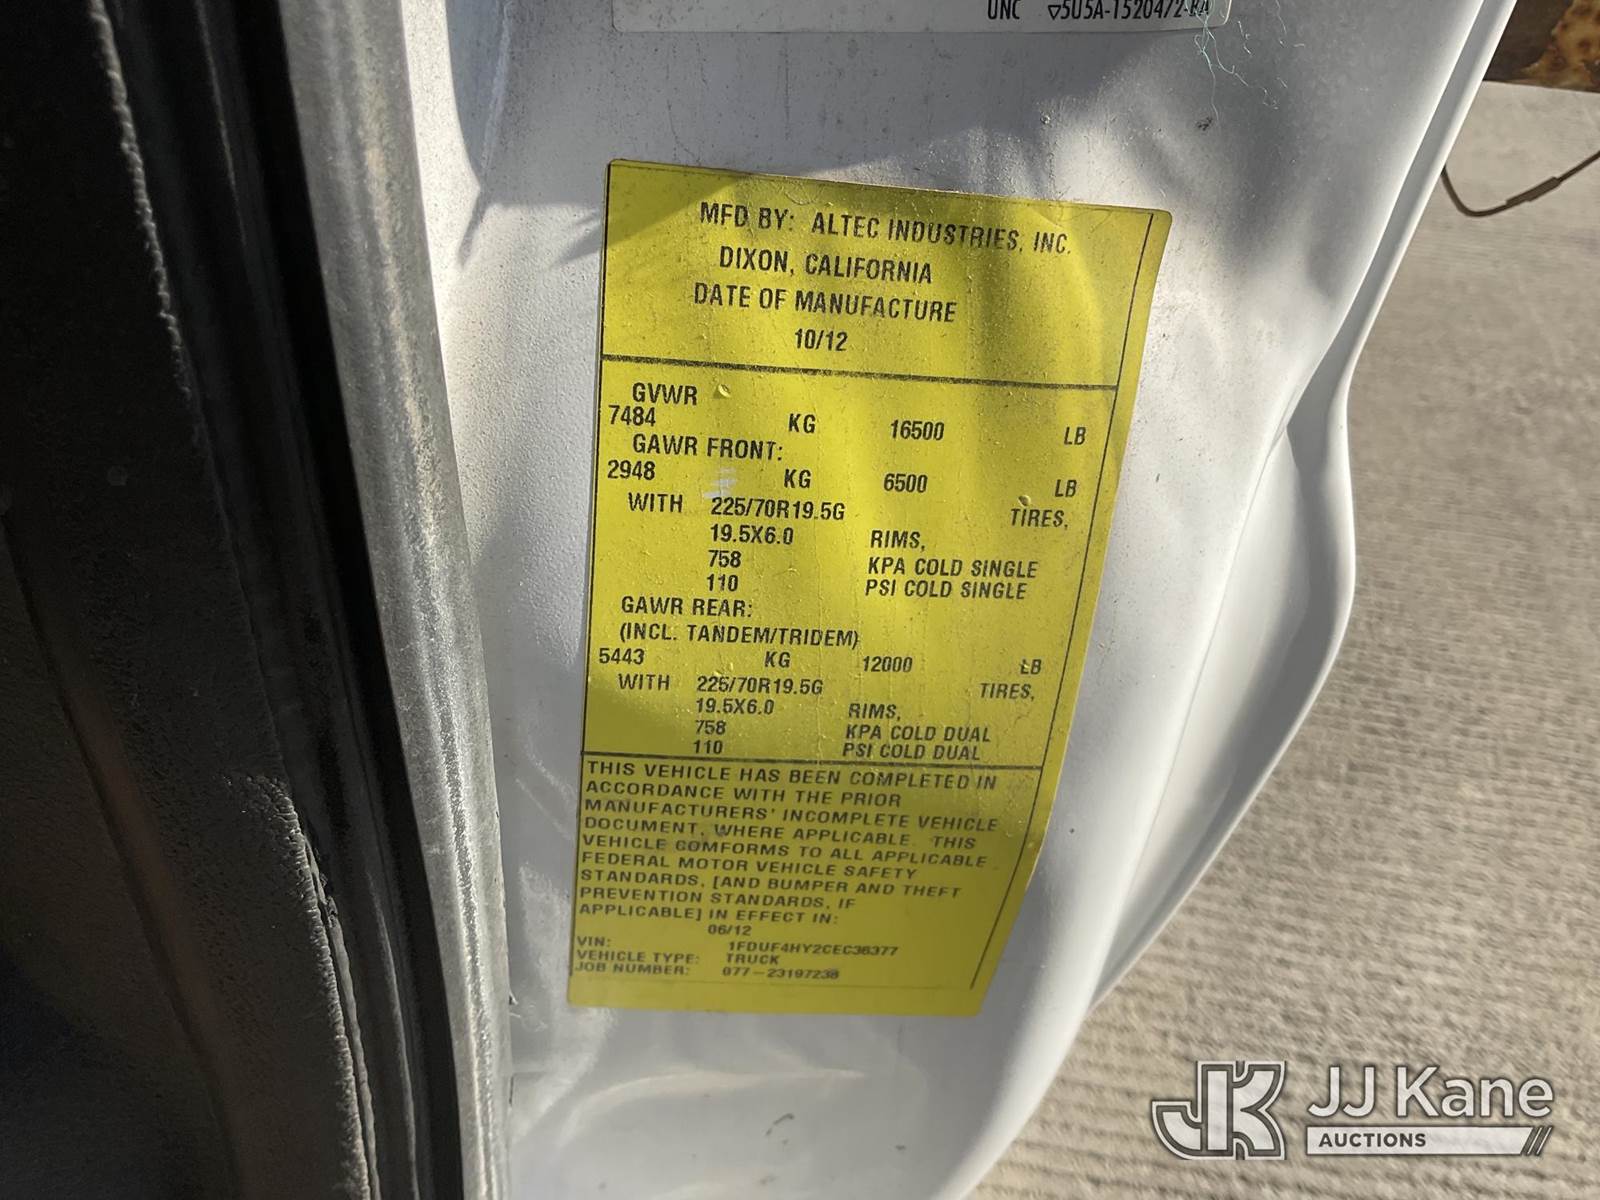 UNC ▽5U5A-1520472-BA
MFD BY: ALTEC INDUSTRIES, INC.
DIXON, CALIFORNIA
DATE OF MANUFACTURE
10/12
GVWR
7484 KG 16500 LB
GAWR FRONT:
2948 KG 6500 LB
WITH 225/70R19.5G TIRES,
19.5X6.0 RIMS,
758 KPA COLD SINGLE
110 PSI COLD SINGLE
GAWR REAR:
(INCL. TANDEM/TRIDEM)
5443 KG 12000 LB
WITH 225/70R19.5G TIRES,
19.5X6.0 RIMS,
758 KPA COLD DUAL
110 PSI COLD DUAL
THIS VEHICLE HAS BEEN COMPLETED IN
ACCORDANCE WITH THE PRIOR
MANUFACTURERS' INCOMPLETE VEHICLE
DOCUMENT, WHERE APPLICABLE. THIS
VEHICLE COMFORMS TO ALL APPLICABLE
FEDERAL MOTOR VEHICLE SAFETY
STANDARDS, [AND BUMPER AND THEFT
PREVENTION STANDARDS, IF
APPLICABLE] IN EFFECT IN:
06/12
VIN: 1FDUF4HY2CEC36377
VEHICLE TYPE: TRUCK
JOB NUMBER: 077-23197238
JK JJ Kane
AUCTIONS